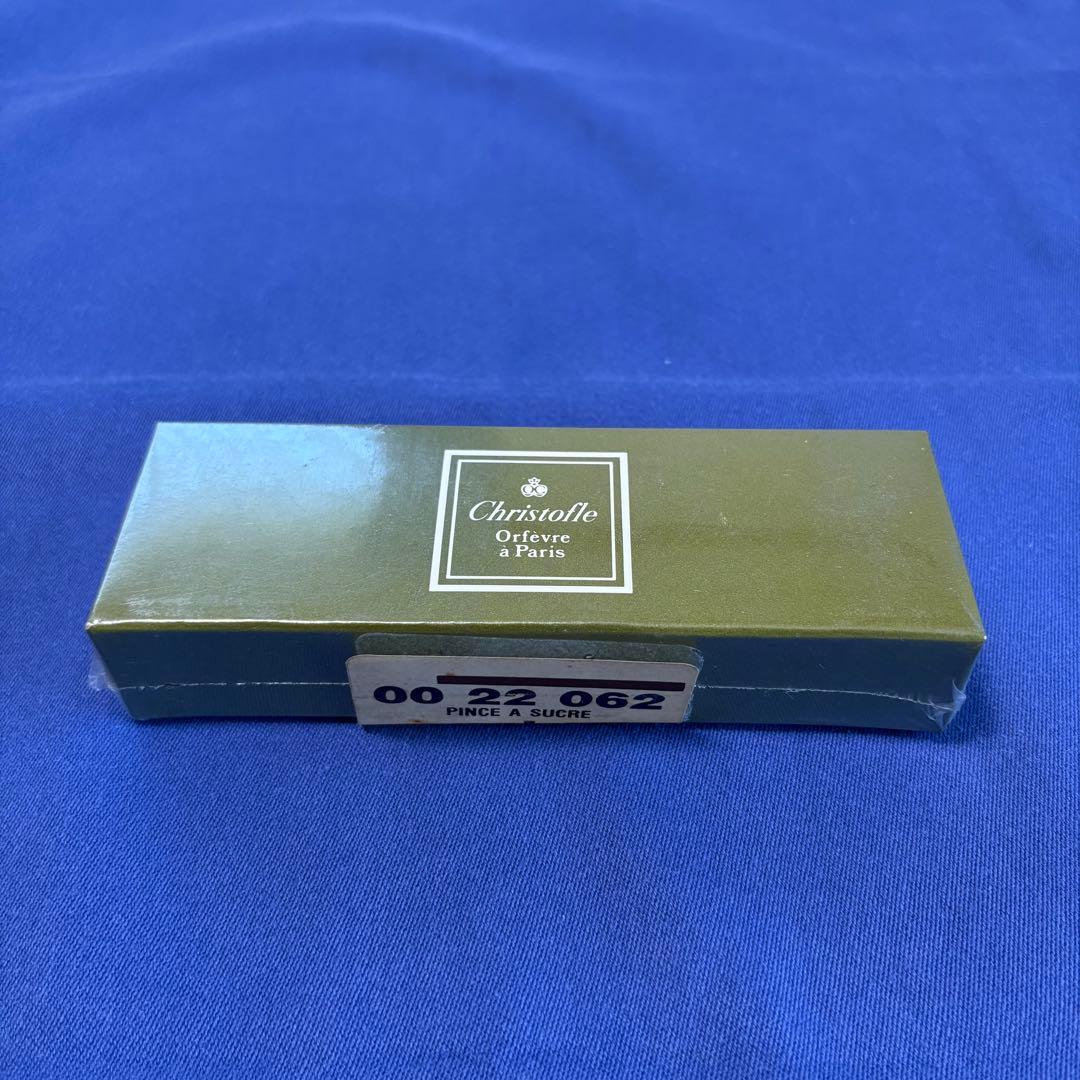 Christofle
Orfèvre
à Paris
00 22 062
PINCE A SUCRE